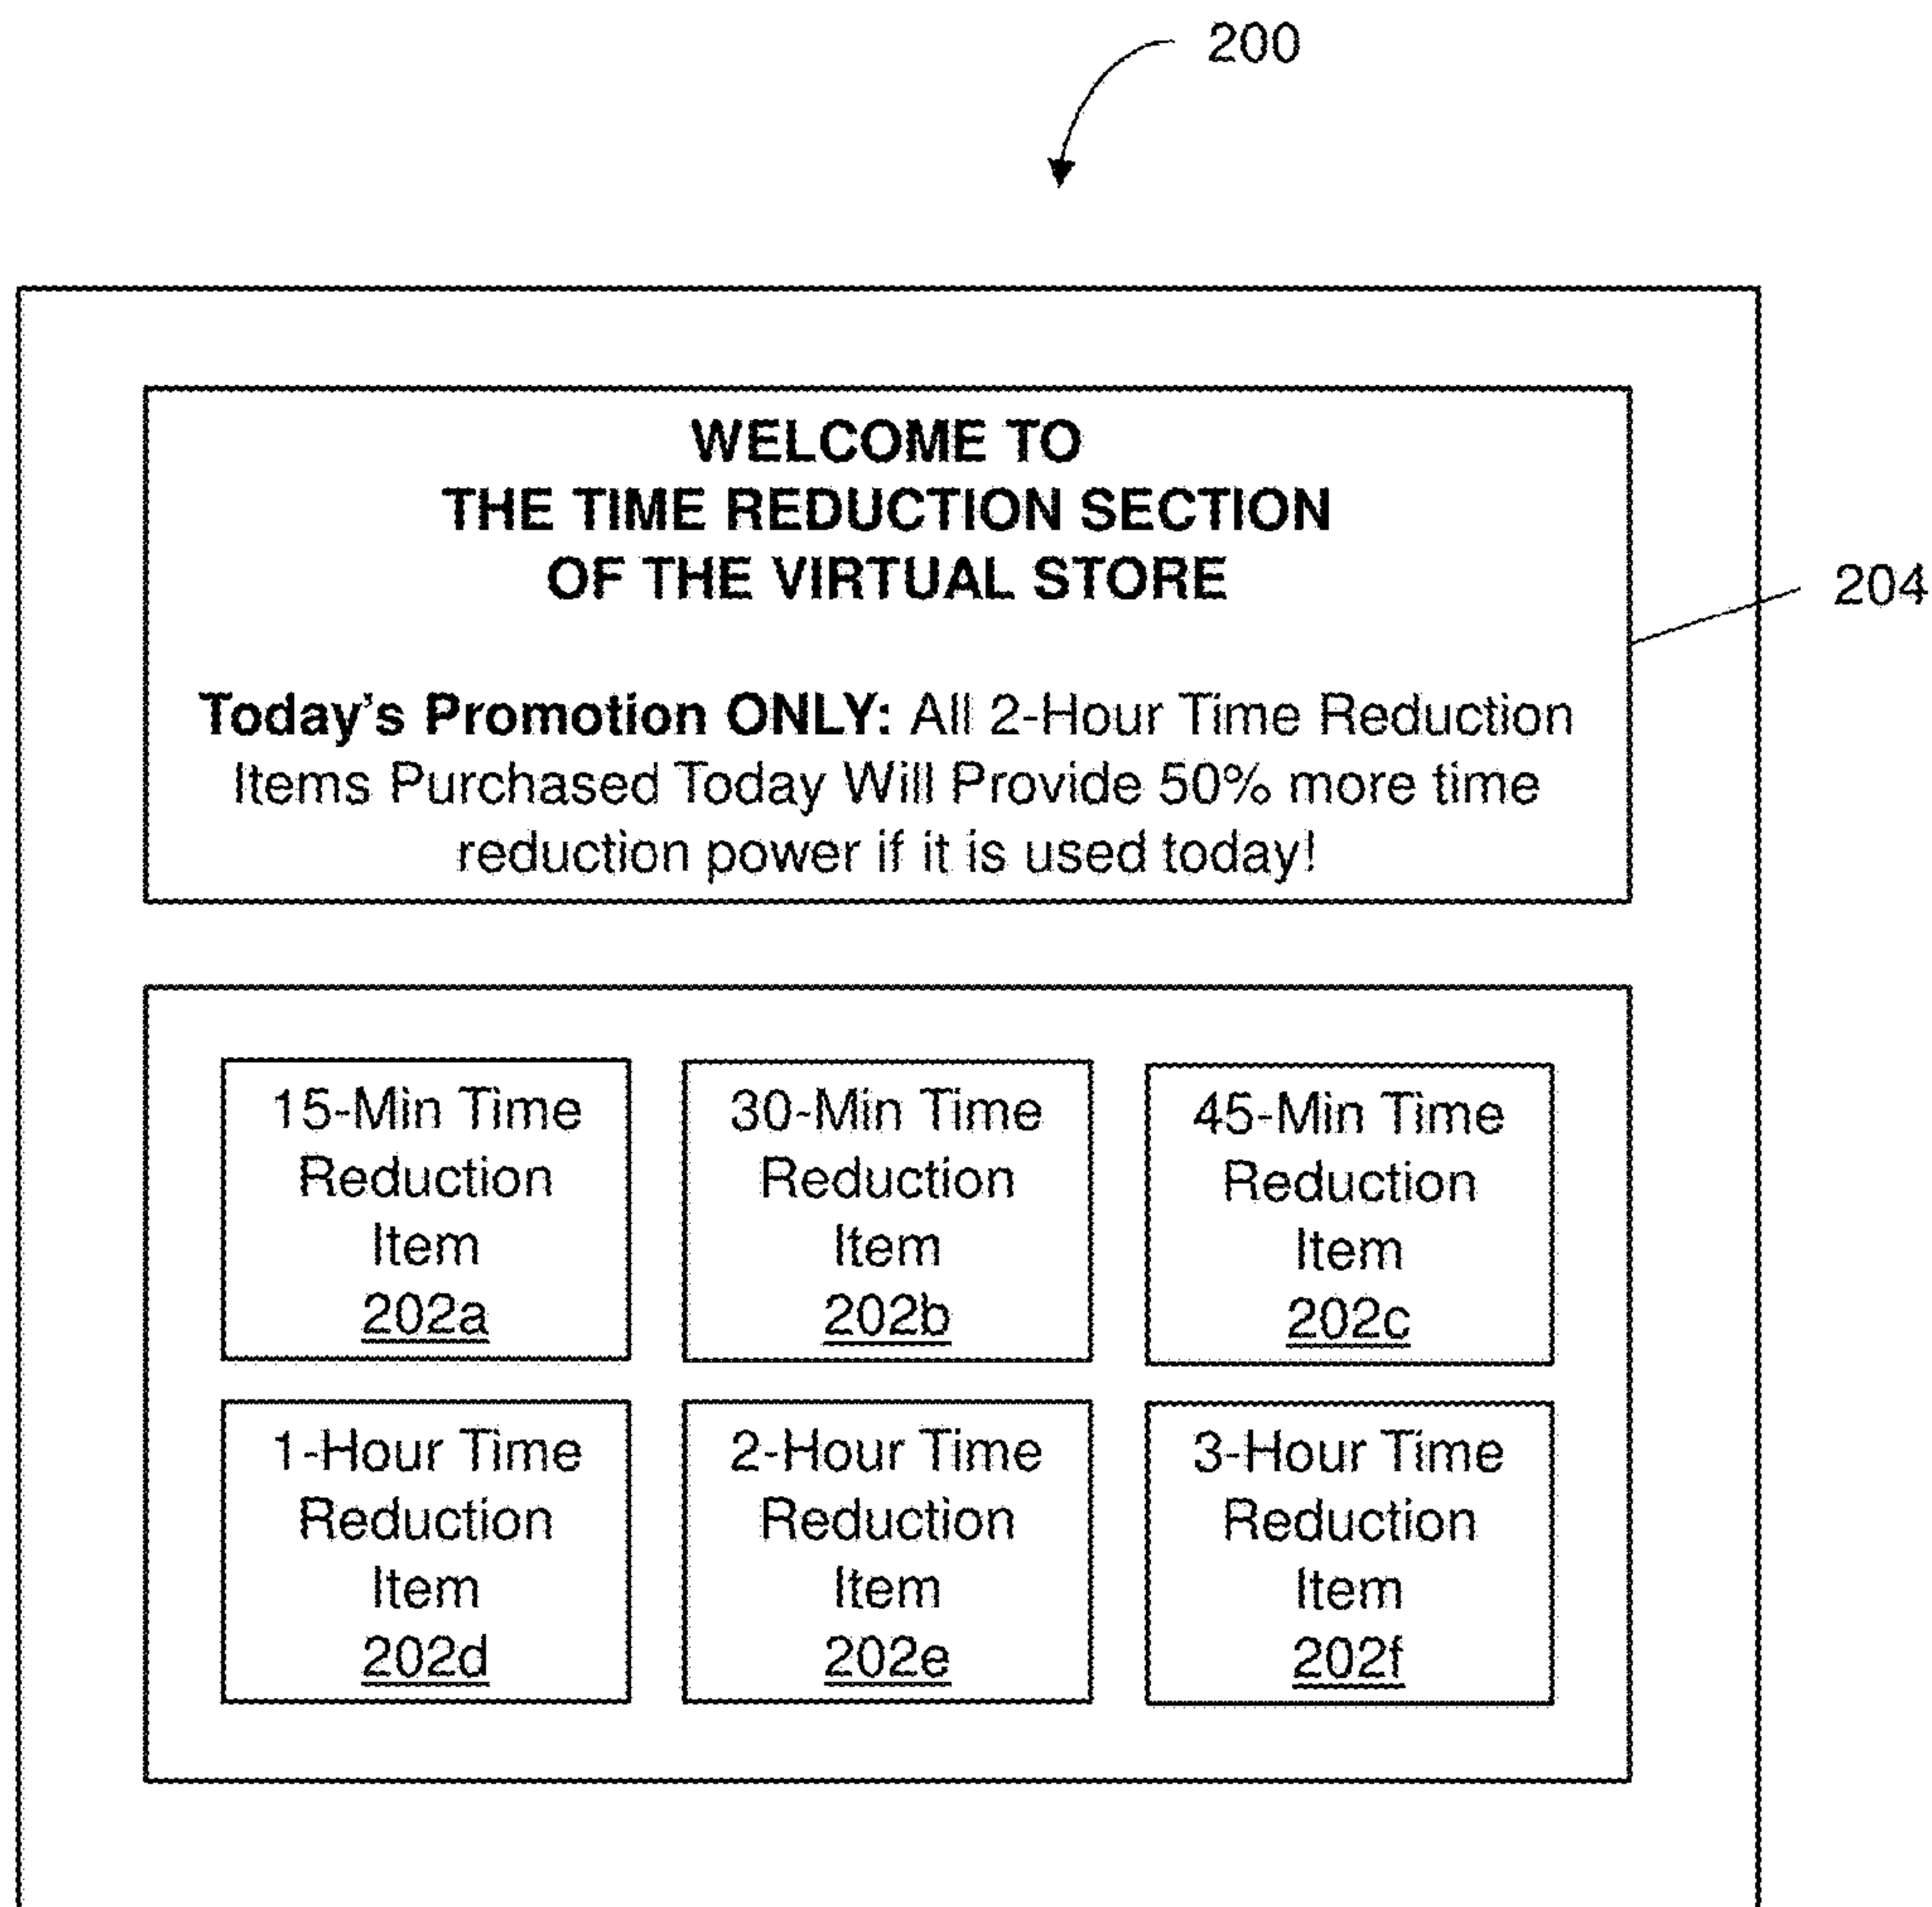 200
WELCOME TO
THE TIME REDUCTION SECTION
OF THE VIRTUAL STORE
204
Today's Promotion ONLY: All 2-Hour Time Reduction
Items Purchased Today Will Provide 50% more time
reduction power if it is used today!
15-Min Time
Reduction
Item
202a
30-Min Time
Reduction
Item
202b
45-Min Time
Reduction
Item
202c
1-Hour Time
Reduction
Item
202d
2-Hour Time
Reduction
Item
202e
3-Hour Time
Reduction
Item
202f